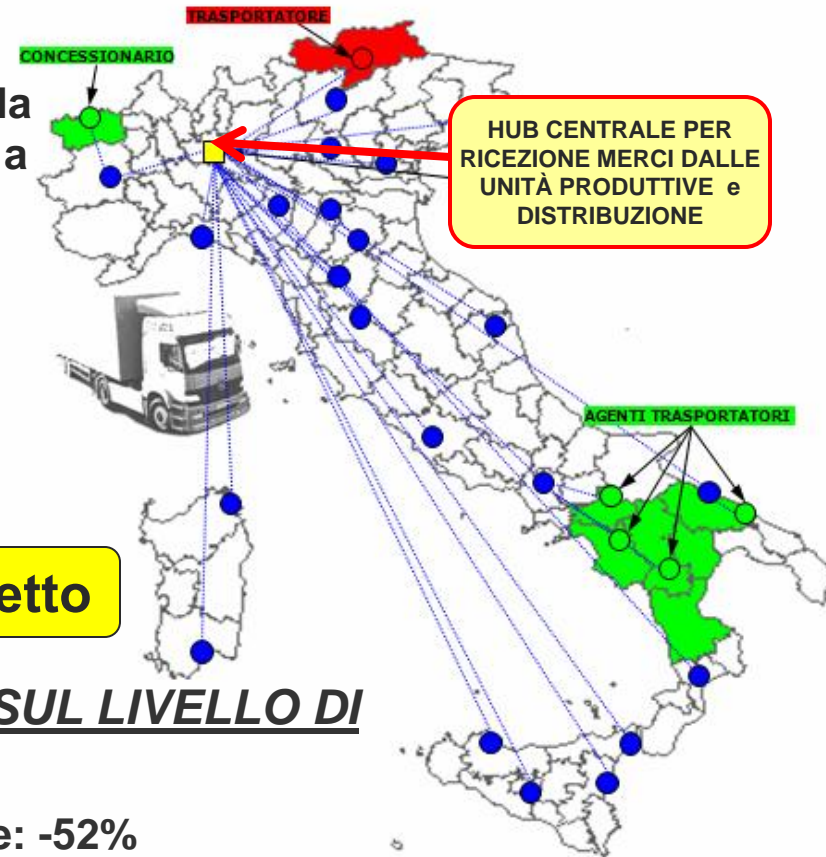 TRASPORTATORE
CONCESSIONARIO
la
a
HUB CENTRALE PER
RICEZIONE MERCI DALLE
UNITÀ PRODUTTIVE e
DISTRIBUZIONE
AGENTI TRASPORTATORI
etto
SUL LIVELLO DI
e: -52%